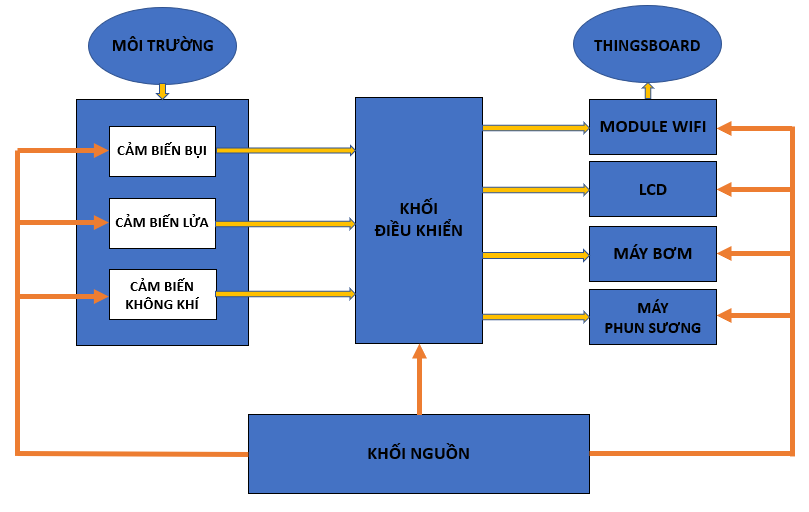 MÔI TRƯỜNG
THINGSBOARD
CẢM BIẾN BỤI
CẢM BIẾN LỬA
CẢM BIẾN
KHÔNG KHÍ
KHỐI
ĐIỀU KHIỂN
MODULE WIFI
LCD
MÁY BƠM
MÁY
PHUN SƯƠNG
KHỐI NGUỒN